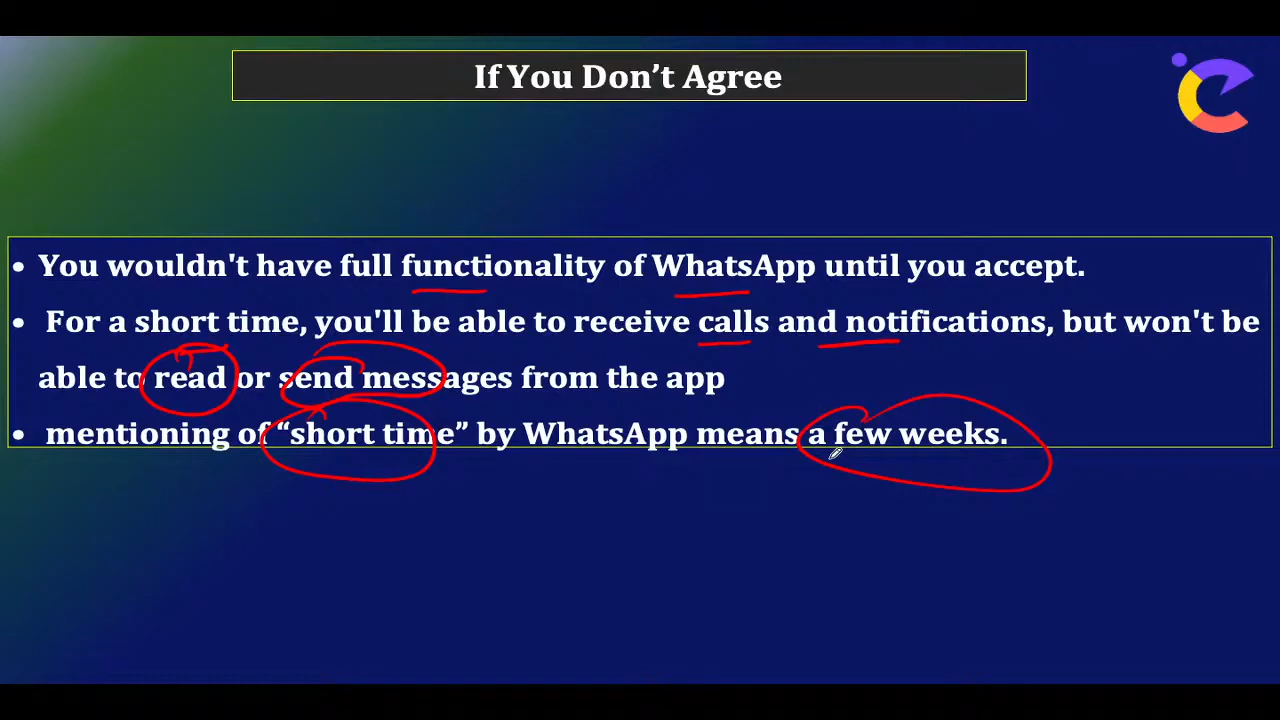 If You Don’t Agree
• You wouldn't have full functionality of WhatsApp until you accept.
• For a short time, you'll be able to receive calls and notifications, but won't be
able to read or send messages from the app
• mentioning of “short time” by WhatsApp means a few weeks.